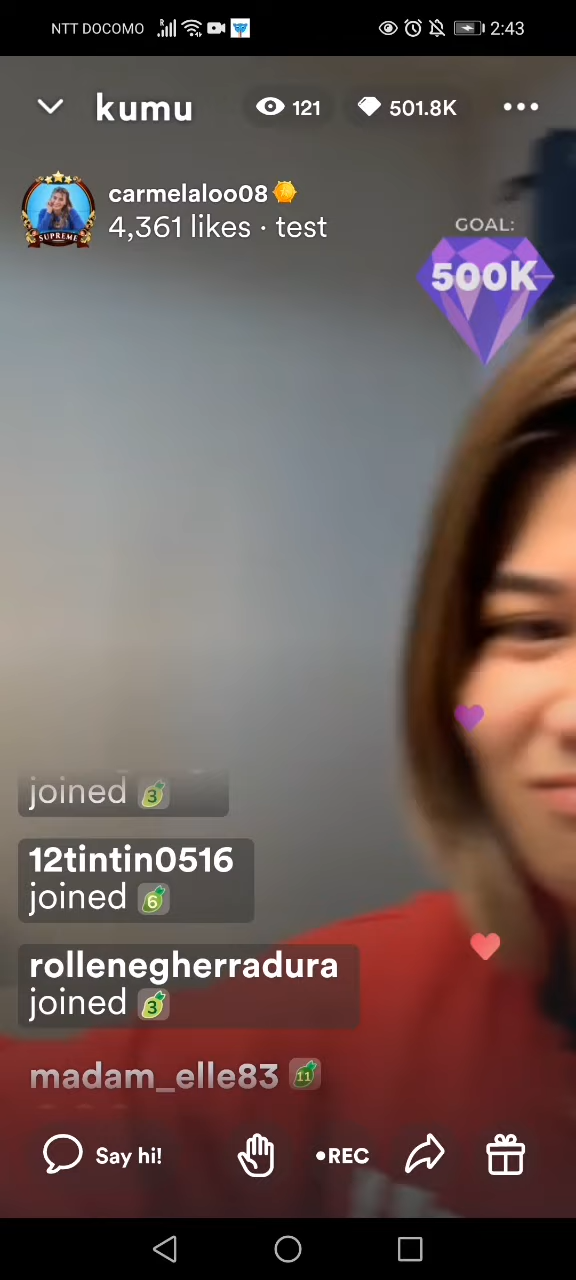 NTT DOCOMO
2:43
kumu
121
501.8K
carmelaloo08
SUPREME
4,361 likes · test
GOAL:
500K
joined 3
12tintin0516
joined 6
rollenegherradura
joined 3
madam_elle83 11
Say hi!
•REC